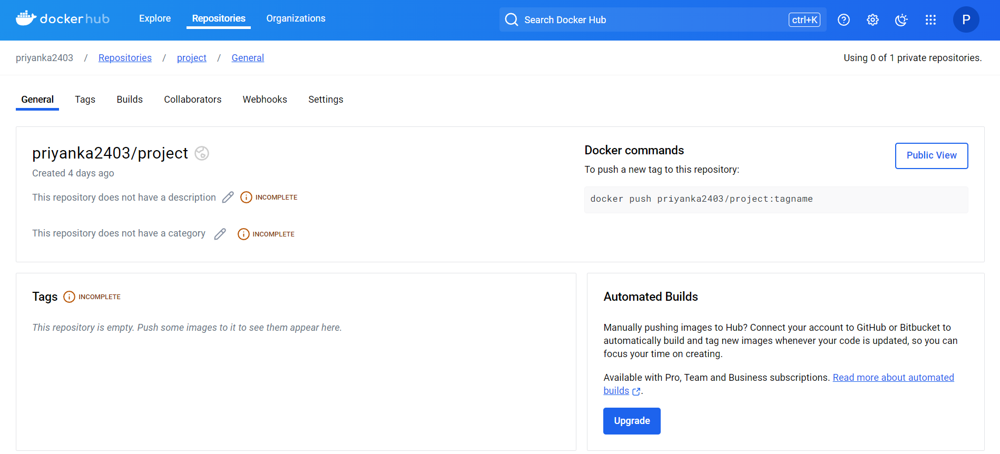 dockerhub
Explore
Repositories
Organizations
Search Docker Hub
ctrl+K
P
priyanka2403 / Repositories / project / General
Using 0 of 1 private repositories.
General
Tags
Builds
Collaborators
Webhooks
Settings
priyanka2403/project
Created 4 days ago
This repository does not have a description
INCOMPLETE
This repository does not have a category
INCOMPLETE
Docker commands
To push a new tag to this repository:
docker push priyanka2403/project:tagname
Public View
Tags
INCOMPLETE
This repository is empty. Push some images to it to see them appear here.
Automated Builds
Manually pushing images to Hub? Connect your account to GitHub or Bitbucket to
automatically build and tag new images whenever your code is updated, so you can
focus your time on creating.
Available with Pro, Team and Business subscriptions. Read more about automated
builds.
Upgrade